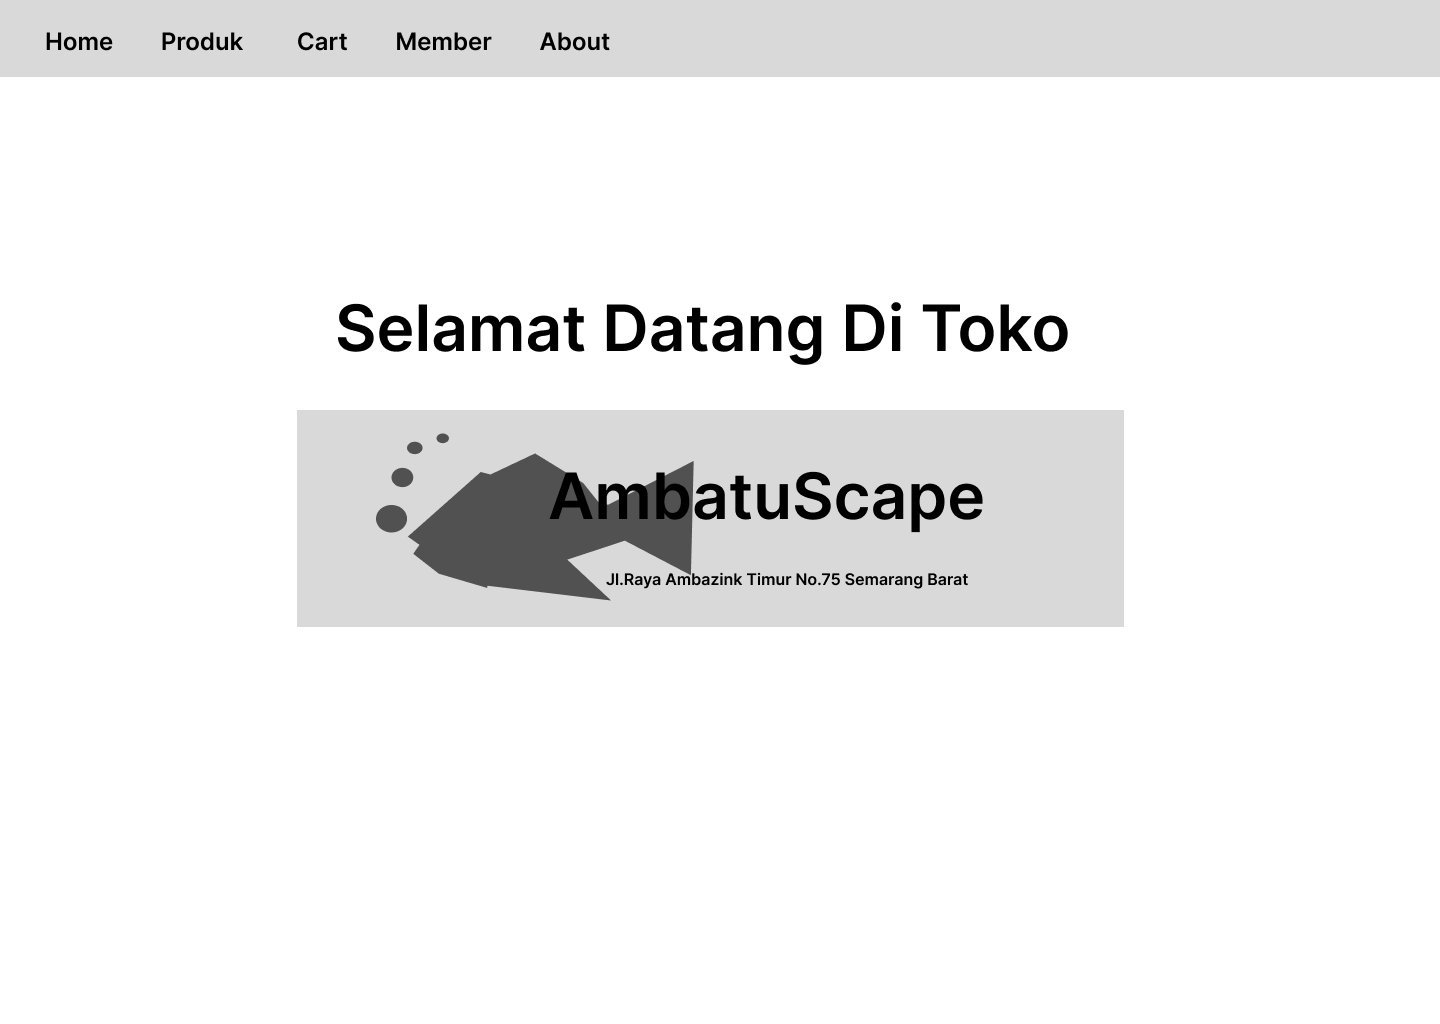 Home Produk Cart Member About
Selamat Datang Di Toko
AmbatuScape
Jl.Raya Ambazink Timur No.75 Semarang Barat